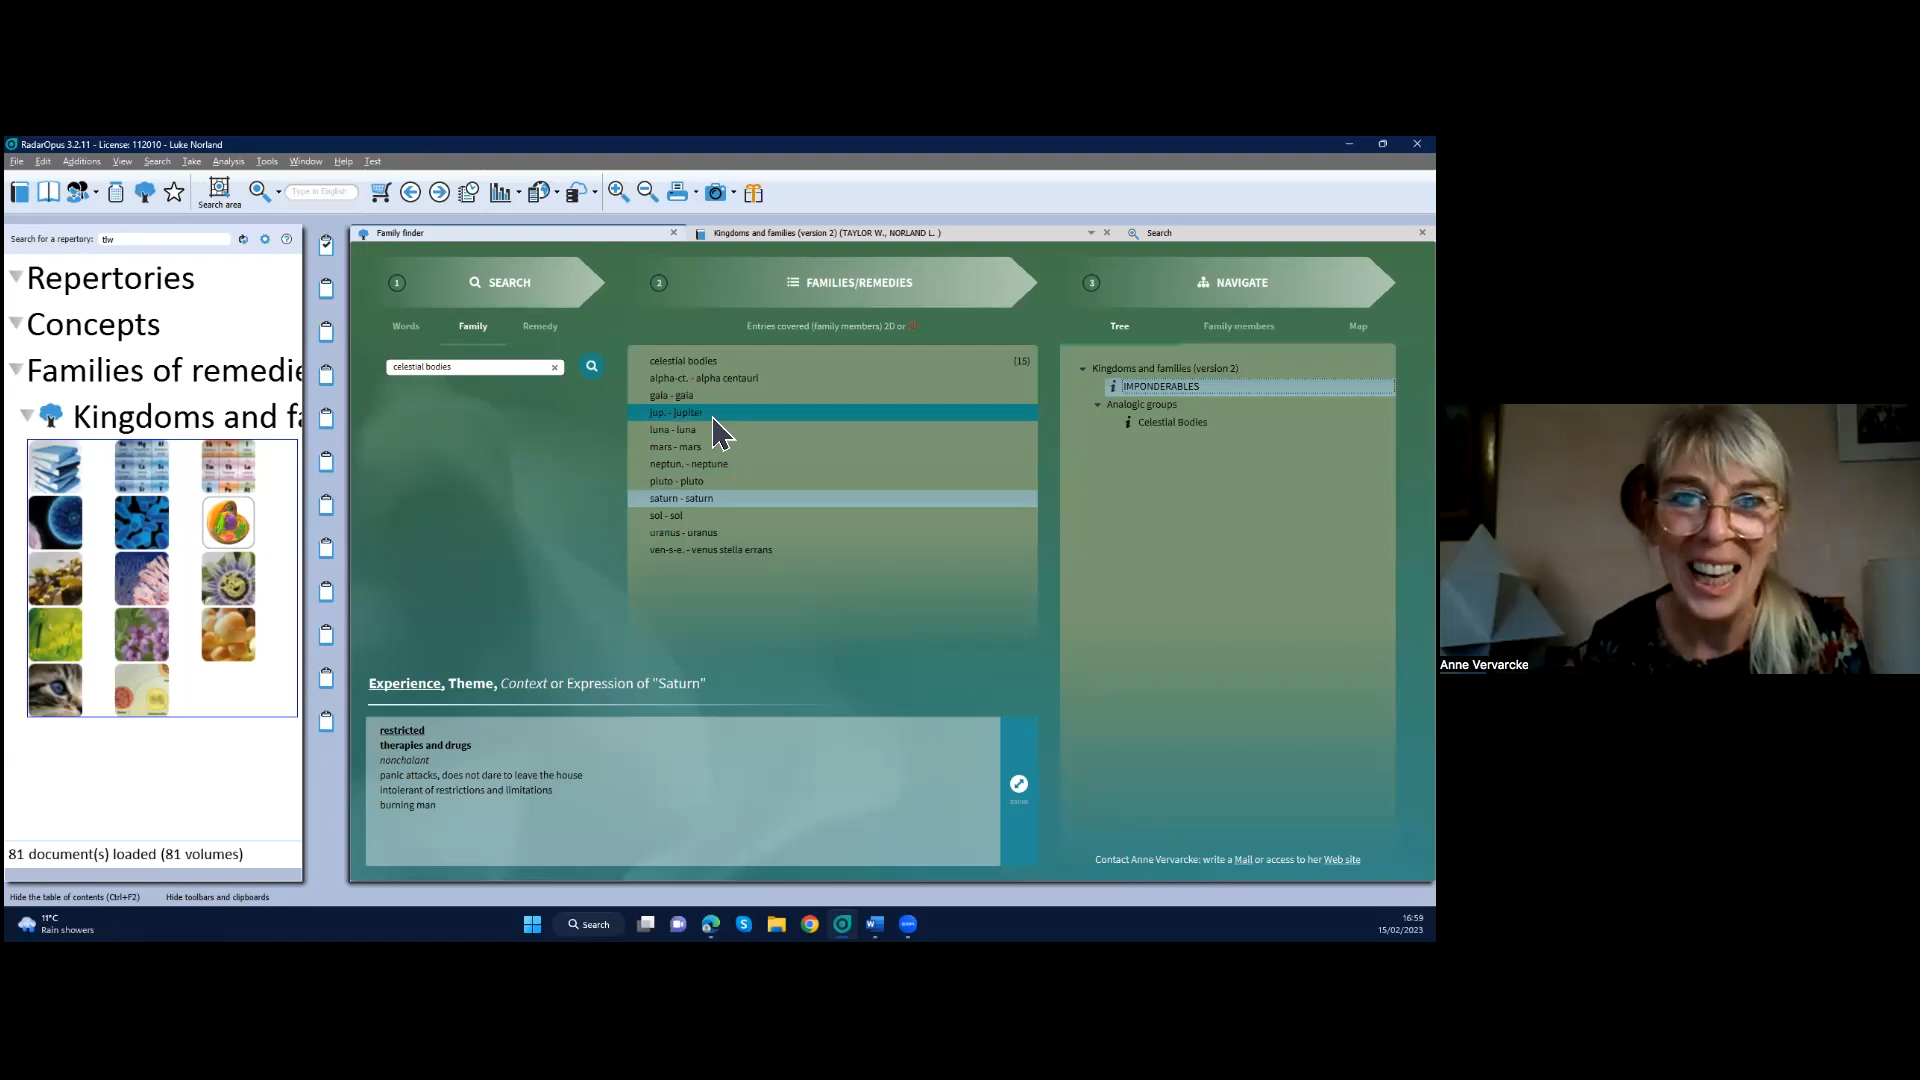 RadarOpus 3.2.11 - License: 112010 - Luke Norland
File Edit Additions View Search Take Analysis Tools Window Help Test
Search area
Type in English
Search for a repertory: tlw
Repertories
Concepts
Families of remedie
Kingdoms and fa
81 document(s) loaded (81 volumes)
Hide the table of contents (Ctrl+F2)
Hide toolbars and clipboards
Family finder
Kingdoms and families (version 2) (TAYLOR W., NORLAND L. )
Search
1
SEARCH
2
FAMILIES/REMEDIES
3
NAVIGATE
Words
Family
Remedy
Entries covered (family members) 2D or
Tree
Family members
Map
celestial bodies
celestial bodies (15)
alpha-ct. - alpha centauri
gaia - gaia
jup. - jupiter
luna - luna
mars - mars
neptun. - neptune
pluto - pluto
saturn - saturn
sol - sol
uranus - uranus
ven-s-e. - venus stella errans
Kingdoms and families (version 2)
IMPONDERABLES
Analogic groups
Celestial Bodies
Experience, Theme, Context or Expression of "Saturn"
restricted
therapies and drugs
nonchalant
panic attacks, does not dare to leave the house
intolerant of restrictions and limitations
burning man
Contact Anne Vervarcke: write a Mail or access to her Web site
Anne Vervarcke
11°C
Rain showers
Search
16:59
15/02/2023